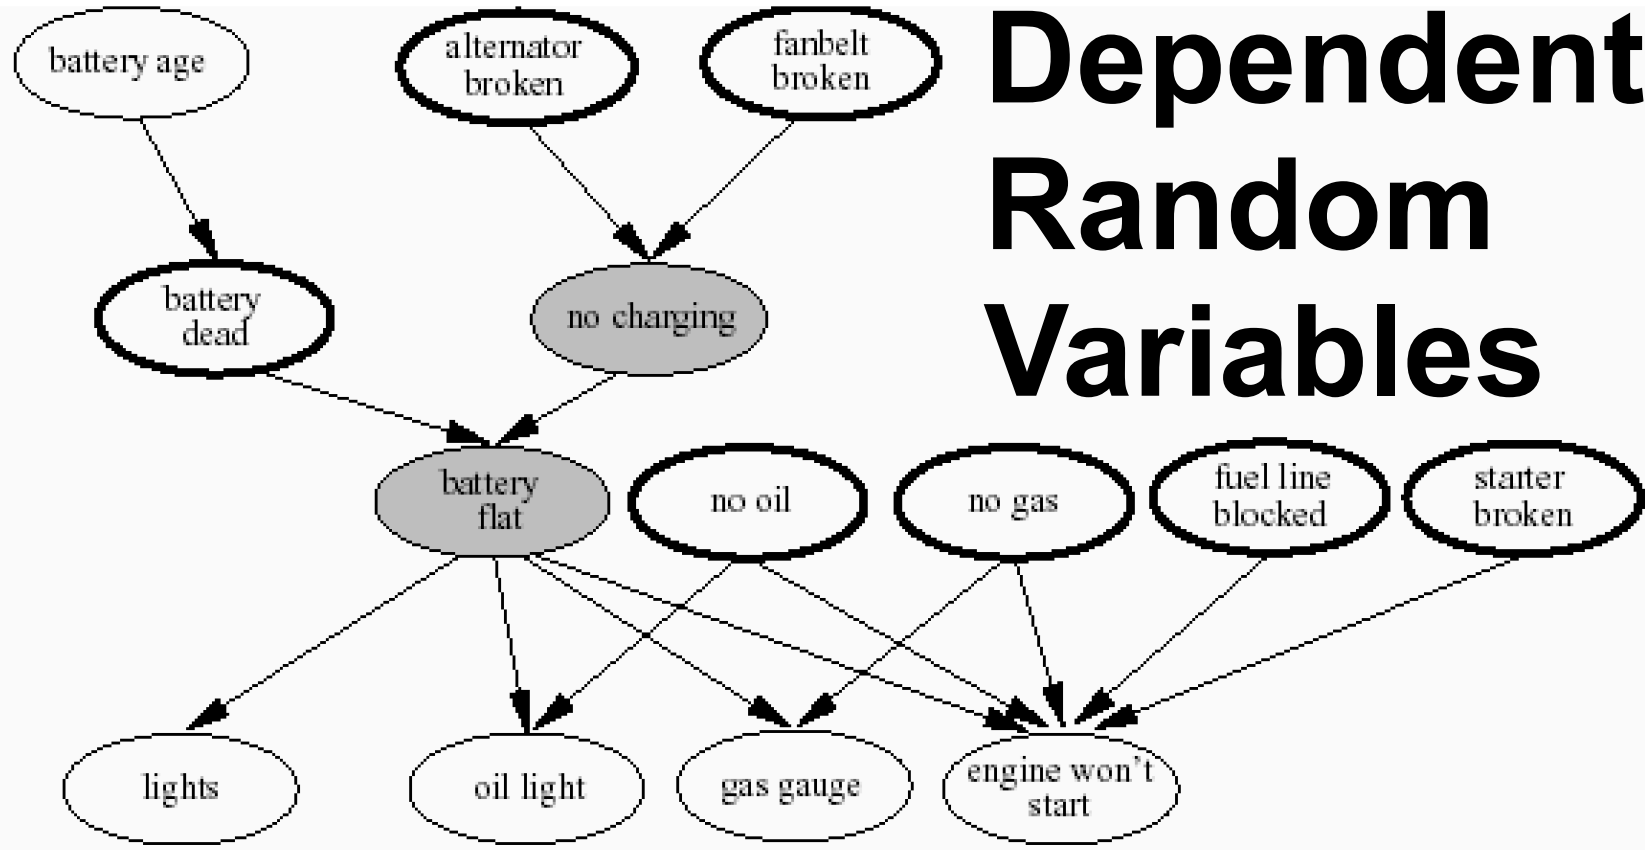 Dependent
Random
Variables
battery age
alternator
broken
fanbelt
broken
battery
dead
no charging
battery
flat
no oil
no gas
fuel line
blocked
starter
broken
lights
oil light
gas gauge
engine won't
start